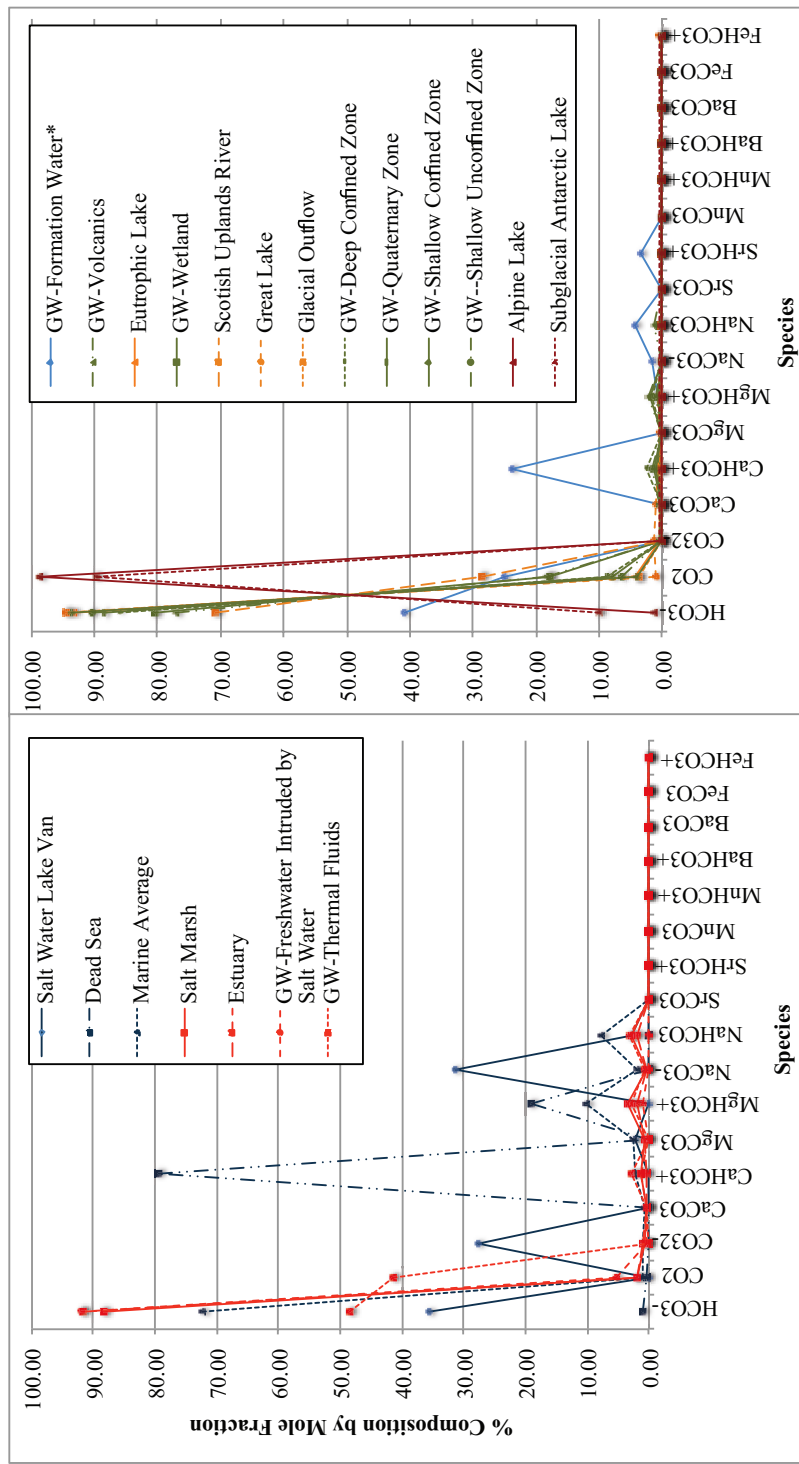 100.00
90.00
80.00
70.00
60.00
50.00
40.00
30.00
20.00
10.00
0.00
% Composition by Mole Fraction
HCO3-
CO2
CO32-
CaCO3
CaHCO3+
MgCO3
MgHCO3+
NaCO3-
NaHCO3
SrCO3
SrHCO3+
MnCO3
MnHCO3+
BaHCO3+
BaCO3
FeCO3
FeHCO3+
Species
Salt Water Lake Van
Dead Sea
Marine Average
Salt Marsh
Estuary
GW-Freshwater Intruded by
Salt Water
GW-Thermal Fluids
100.00
90.00
80.00
70.00
60.00
50.00
40.00
30.00
20.00
10.00
0.00
HCO3-
CO2
CO32-
CaCO3
CaHCO3+
MgCO3
MgHCO3+
NaCO3-
NaHCO3
SrCO3
SrHCO3+
MnCO3
MnHCO3+
BaHCO3+
BaCO3
FeCO3
FeHCO3+
Species
GW-Formation Water*
GW-Volcanics
Eutrophic Lake
GW-Wetland
Scotish Uplands River
Great Lake
Glacial Outflow
GW-Deep Confined Zone
GW-Quaternary Zone
GW-Shallow Confined Zone
GW--Shallow Unconfined Zone
Alpine Lake
Subglacial Antarctic Lake